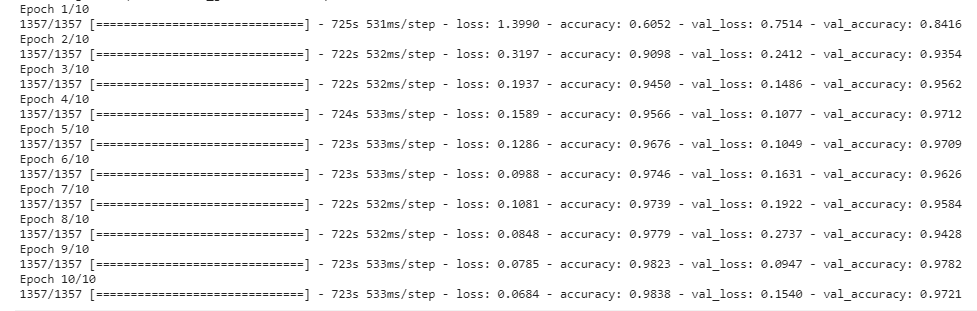 Epoch 1/10
1357/1357 [==============================] - 725s 531ms/step - loss: 1.3990 - accuracy: 0.6052 - val_loss: 0.7514 - val_accuracy: 0.8416
Epoch 2/10
1357/1357 [==============================] - 722s 532ms/step - loss: 0.3197 - accuracy: 0.9098 - val_loss: 0.2412 - val_accuracy: 0.9354
Epoch 3/10
1357/1357 [==============================] - 722s 532ms/step - loss: 0.1937 - accuracy: 0.9450 - val_loss: 0.1486 - val_accuracy: 0.9562
Epoch 4/10
1357/1357 [==============================] - 724s 533ms/step - loss: 0.1589 - accuracy: 0.9566 - val_loss: 0.1077 - val_accuracy: 0.9712
Epoch 5/10
1357/1357 [==============================] - 723s 533ms/step - loss: 0.1286 - accuracy: 0.9676 - val_loss: 0.1049 - val_accuracy: 0.9709
Epoch 6/10
1357/1357 [==============================] - 723s 533ms/step - loss: 0.0988 - accuracy: 0.9746 - val_loss: 0.1631 - val_accuracy: 0.9626
Epoch 7/10
1357/1357 [==============================] - 722s 532ms/step - loss: 0.1081 - accuracy: 0.9739 - val_loss: 0.1922 - val_accuracy: 0.9584
Epoch 8/10
1357/1357 [==============================] - 722s 532ms/step - loss: 0.0848 - accuracy: 0.9779 - val_loss: 0.2737 - val_accuracy: 0.9428
Epoch 9/10
1357/1357 [==============================] - 723s 533ms/step - loss: 0.0785 - accuracy: 0.9823 - val_loss: 0.0947 - val_accuracy: 0.9782
Epoch 10/10
1357/1357 [==============================] - 723s 533ms/step - loss: 0.0684 - accuracy: 0.9838 - val_loss: 0.1540 - val_accuracy: 0.9721